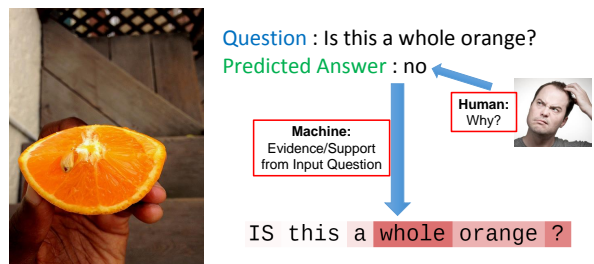 Question : Is this a whole orange?
Predicted Answer : no
Human:
Why?
Machine:
Evidence/Support
from Input Question
IS this a whole orange ?